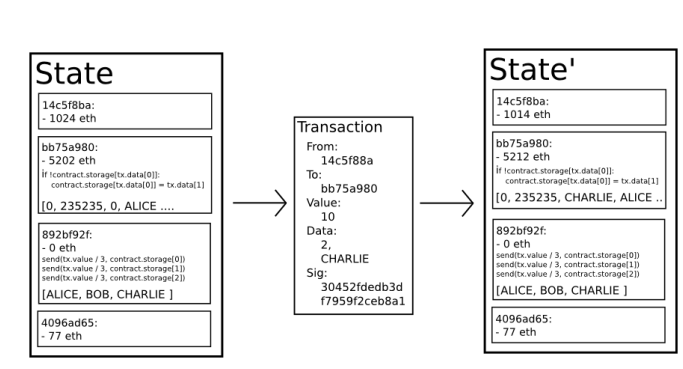 State
14c5f8ba:
- 1024 eth
bb75a980:
- 5202 eth
if !contract.storage[tx.data[0]]:
contract.storage[tx.data[0]] = tx.data[1]
[0, 235235, 0, ALICE ....
892bf92f:
- 0 eth
send(tx.value / 3, contract.storage[0])
send(tx.value / 3, contract.storage[1])
send(tx.value / 3, contract.storage[2])
[ALICE, BOB, CHARLIE ]
4096ad65:
- 77 eth
Transaction
From:
14c5f88a
To:
bb75a980
Value:
10
Data:
2,
CHARLIE
Sig:
30452fdedb3d
f7959f2ceb8a1
State'
14c5f8ba:
- 1014 eth
bb75a980:
- 5212 eth
if !contract.storage[tx.data[0]]:
contract.storage[tx.data[0]] = tx.data[1]
[0, 235235, CHARLIE, ALICE ..
892bf92f:
- 0 eth
send(tx.value / 3, contract.storage[0])
send(tx.value / 3, contract.storage[1])
send(tx.value / 3, contract.storage[2])
[ALICE, BOB, CHARLIE ]
4096ad65:
- 77 eth